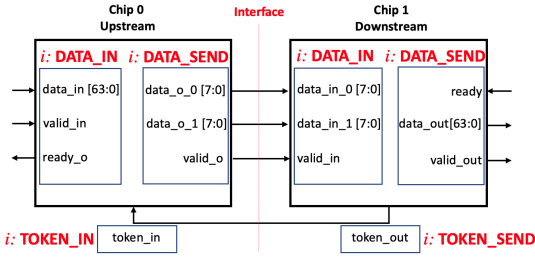 Chip 0
Upstream
Interface
Chip 1
Downstream
i: DATA_IN
i: DATA_SEND
i: DATA_IN
i: DATA_SEND
data_in [63:0]
data_o_0 [7:0]
data_in_0 [7:0]
ready
valid_in
data_o_1 [7:0]
data_in_1 [7:0]
data_out[63:0]
ready_o
valid_o
valid_in
valid_out
i: TOKEN_IN
token_in
token_out
i: TOKEN_SEND